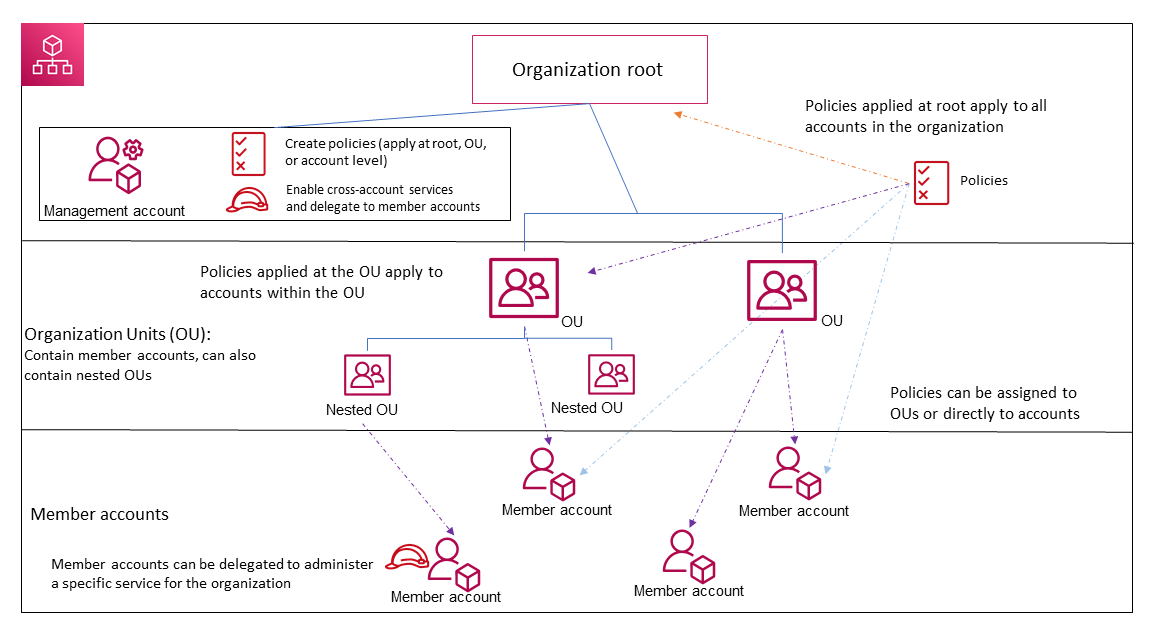 Organization root
Policies applied at root apply to all
accounts in the organization
Create policies (apply at root, OU,
or account level)
Enable cross-account services
and delegate to member accounts
Management account
Policies
Policies applied at the OU apply to
accounts within the OU
OU
OU
Organization Units (OU):
Contain member accounts, can also
contain nested OUs
Nested OU
Nested OU
Policies can be assigned to
OUs or directly to accounts
Member accounts
Member account
Member account
Member accounts can be delegated to administer
a specific service for the organization
Member account
Member account